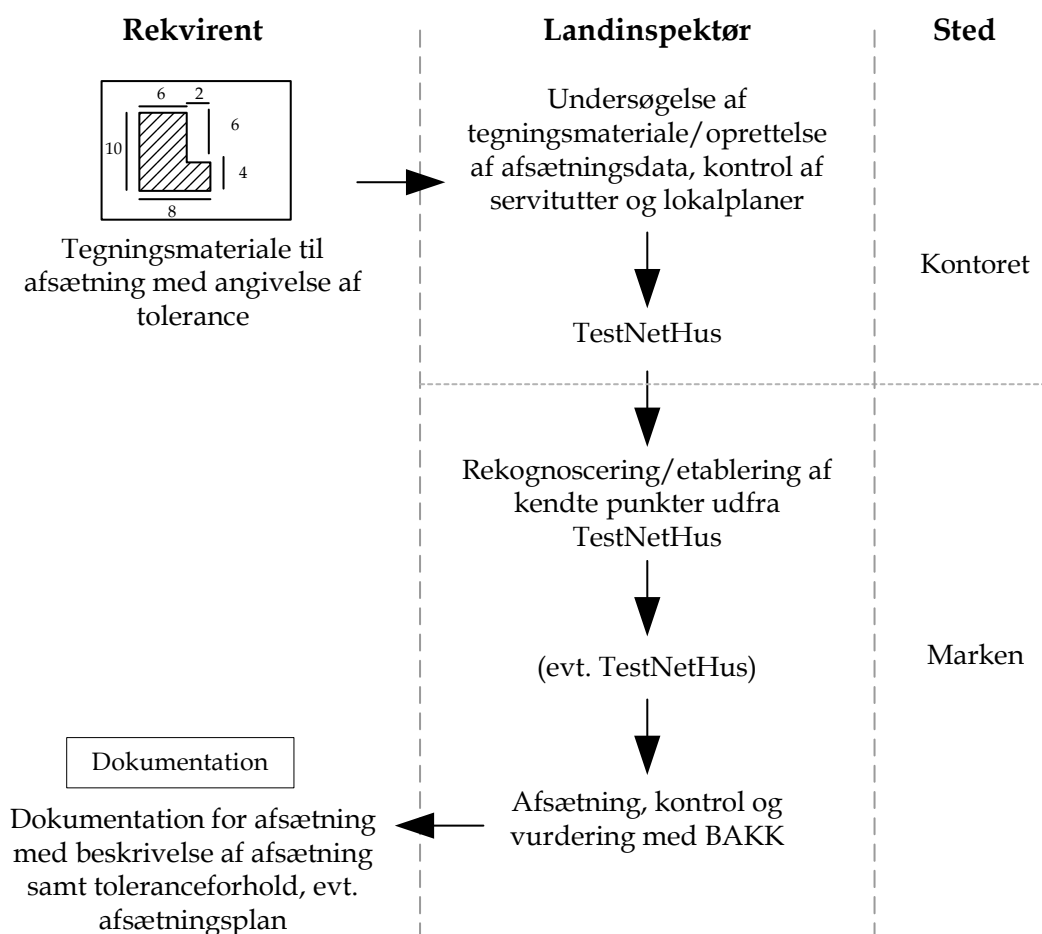 Rekvirent
Landinspektør
Sted
6
2
6
10
4
8
Tegningsmateriale til
afsætning med angivelse af
tolerance
Undersøgelse af
tegningsmateriale/oprettelse
af afsætningsdata, kontrol af
servitutter og lokalplaner
Kontoret
TestNetHus
Rekognoscering/etablering af
kendte punkter udfra
TestNetHus
(evt. TestNetHus)
Marken
Afsætning, kontrol og
vurdering med BAKK
Dokumentation
Dokumentation for afsætning
med beskrivelse af afsætning
samt toleranceforhold, evt.
afsætningsplan